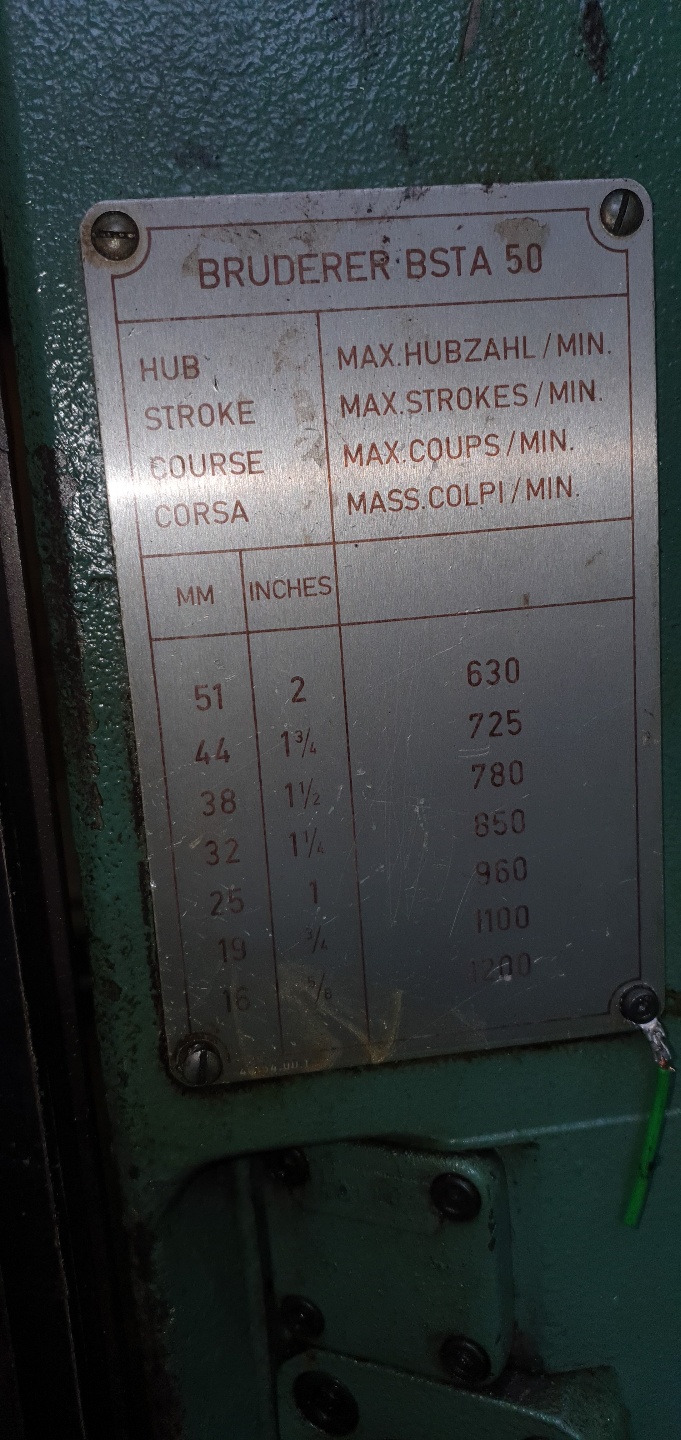 BRUDERER·BSTA 50
HUB
STROKE
COURSE
CORSA
MAX.HUBZAHL/MIN.
MAX.STROKES/MIN.
MAX.COUPS/MIN.
MASS.COLPI/MIN.
MM INCHES
51 2 630
44 1¾ 725
38 1½ 780
32 1¼ 850
25 1 960
19 ¾ 1100
16 ⅝ 1200